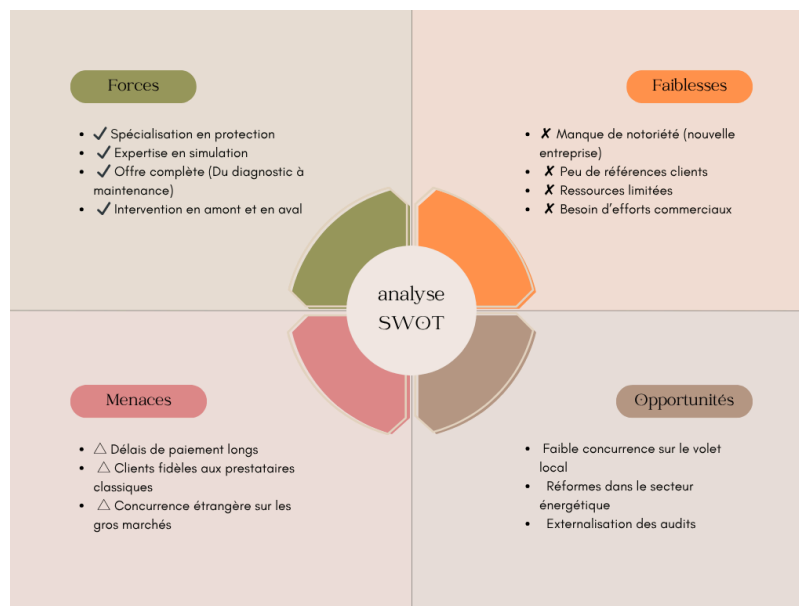 Forces
• ✔ Spécialisation en protection
• ✔ Expertise en simulation
• ✔ Offre complète (Du diagnostic à
maintenance)
• ✔ Intervention en amont et en aval
Faiblesses
• ✘ Manque de notoriété (nouvelle
entreprise)
• ✘ Peu de références clients
• ✘ Ressources limitées
• ✘ Besoin d’efforts commerciaux
analyse
SWOT
Menaces
• △ Délais de paiement longs
• △ Clients fidèles aux prestataires
classiques
• △ Concurrence étrangère sur les
gros marchés
Opportunités
• Faible concurrence sur le volet
local
• Réformes dans le secteur
énergétique
• Externalisation des audits